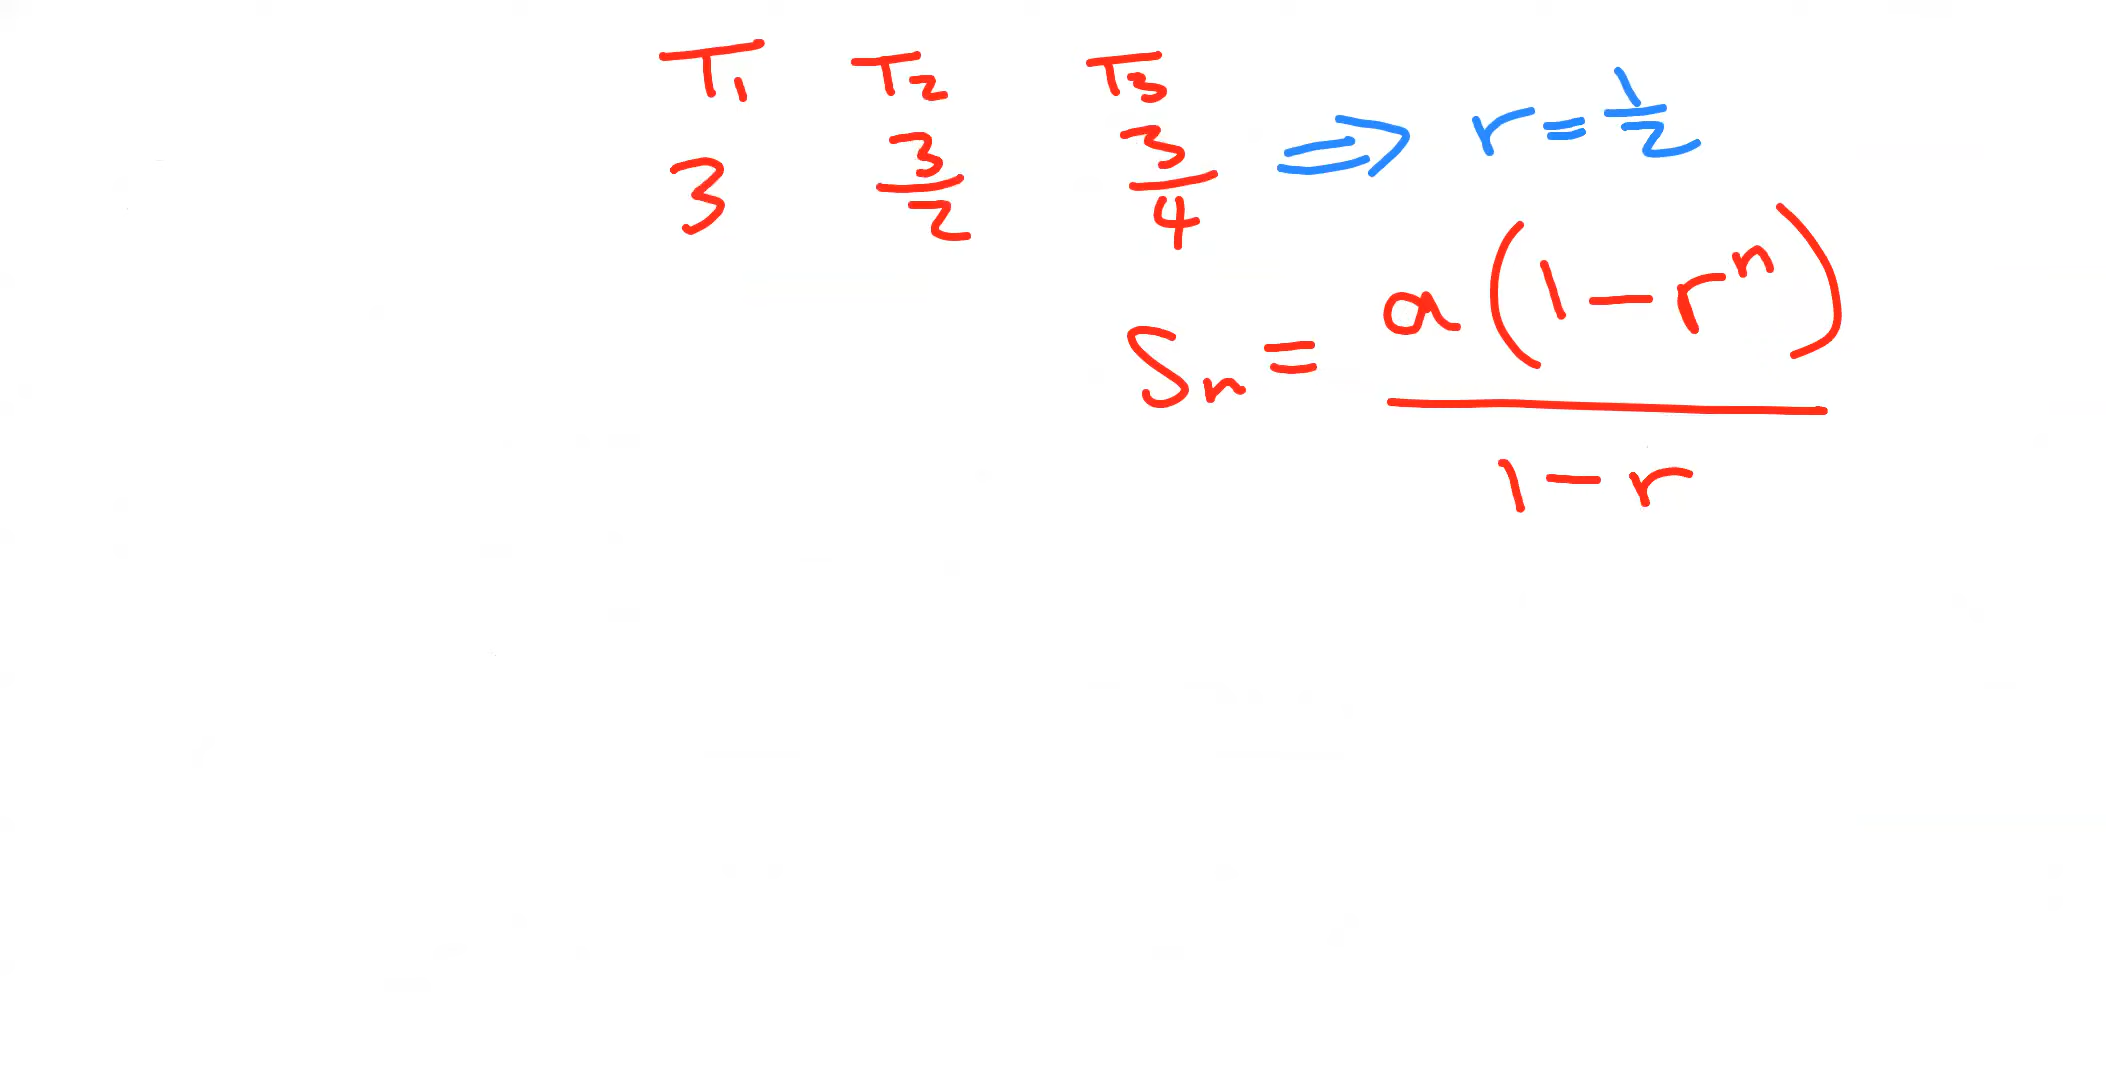 T₁ T₂ T₃
3 3/2 3/4 ⇒ r = 1/2
Sₙ = a(1 − rⁿ) / 1 − r